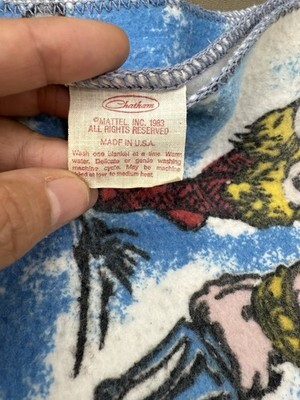 Chatham
©MATTEL, INC. 1983
ALL RIGHTS RESERVED
MADE IN U.S.A.
Wash one blanket at a time. Warm
water. Delicate or gentle washing
machine cycle. May be machine
dried at low to medium heat.